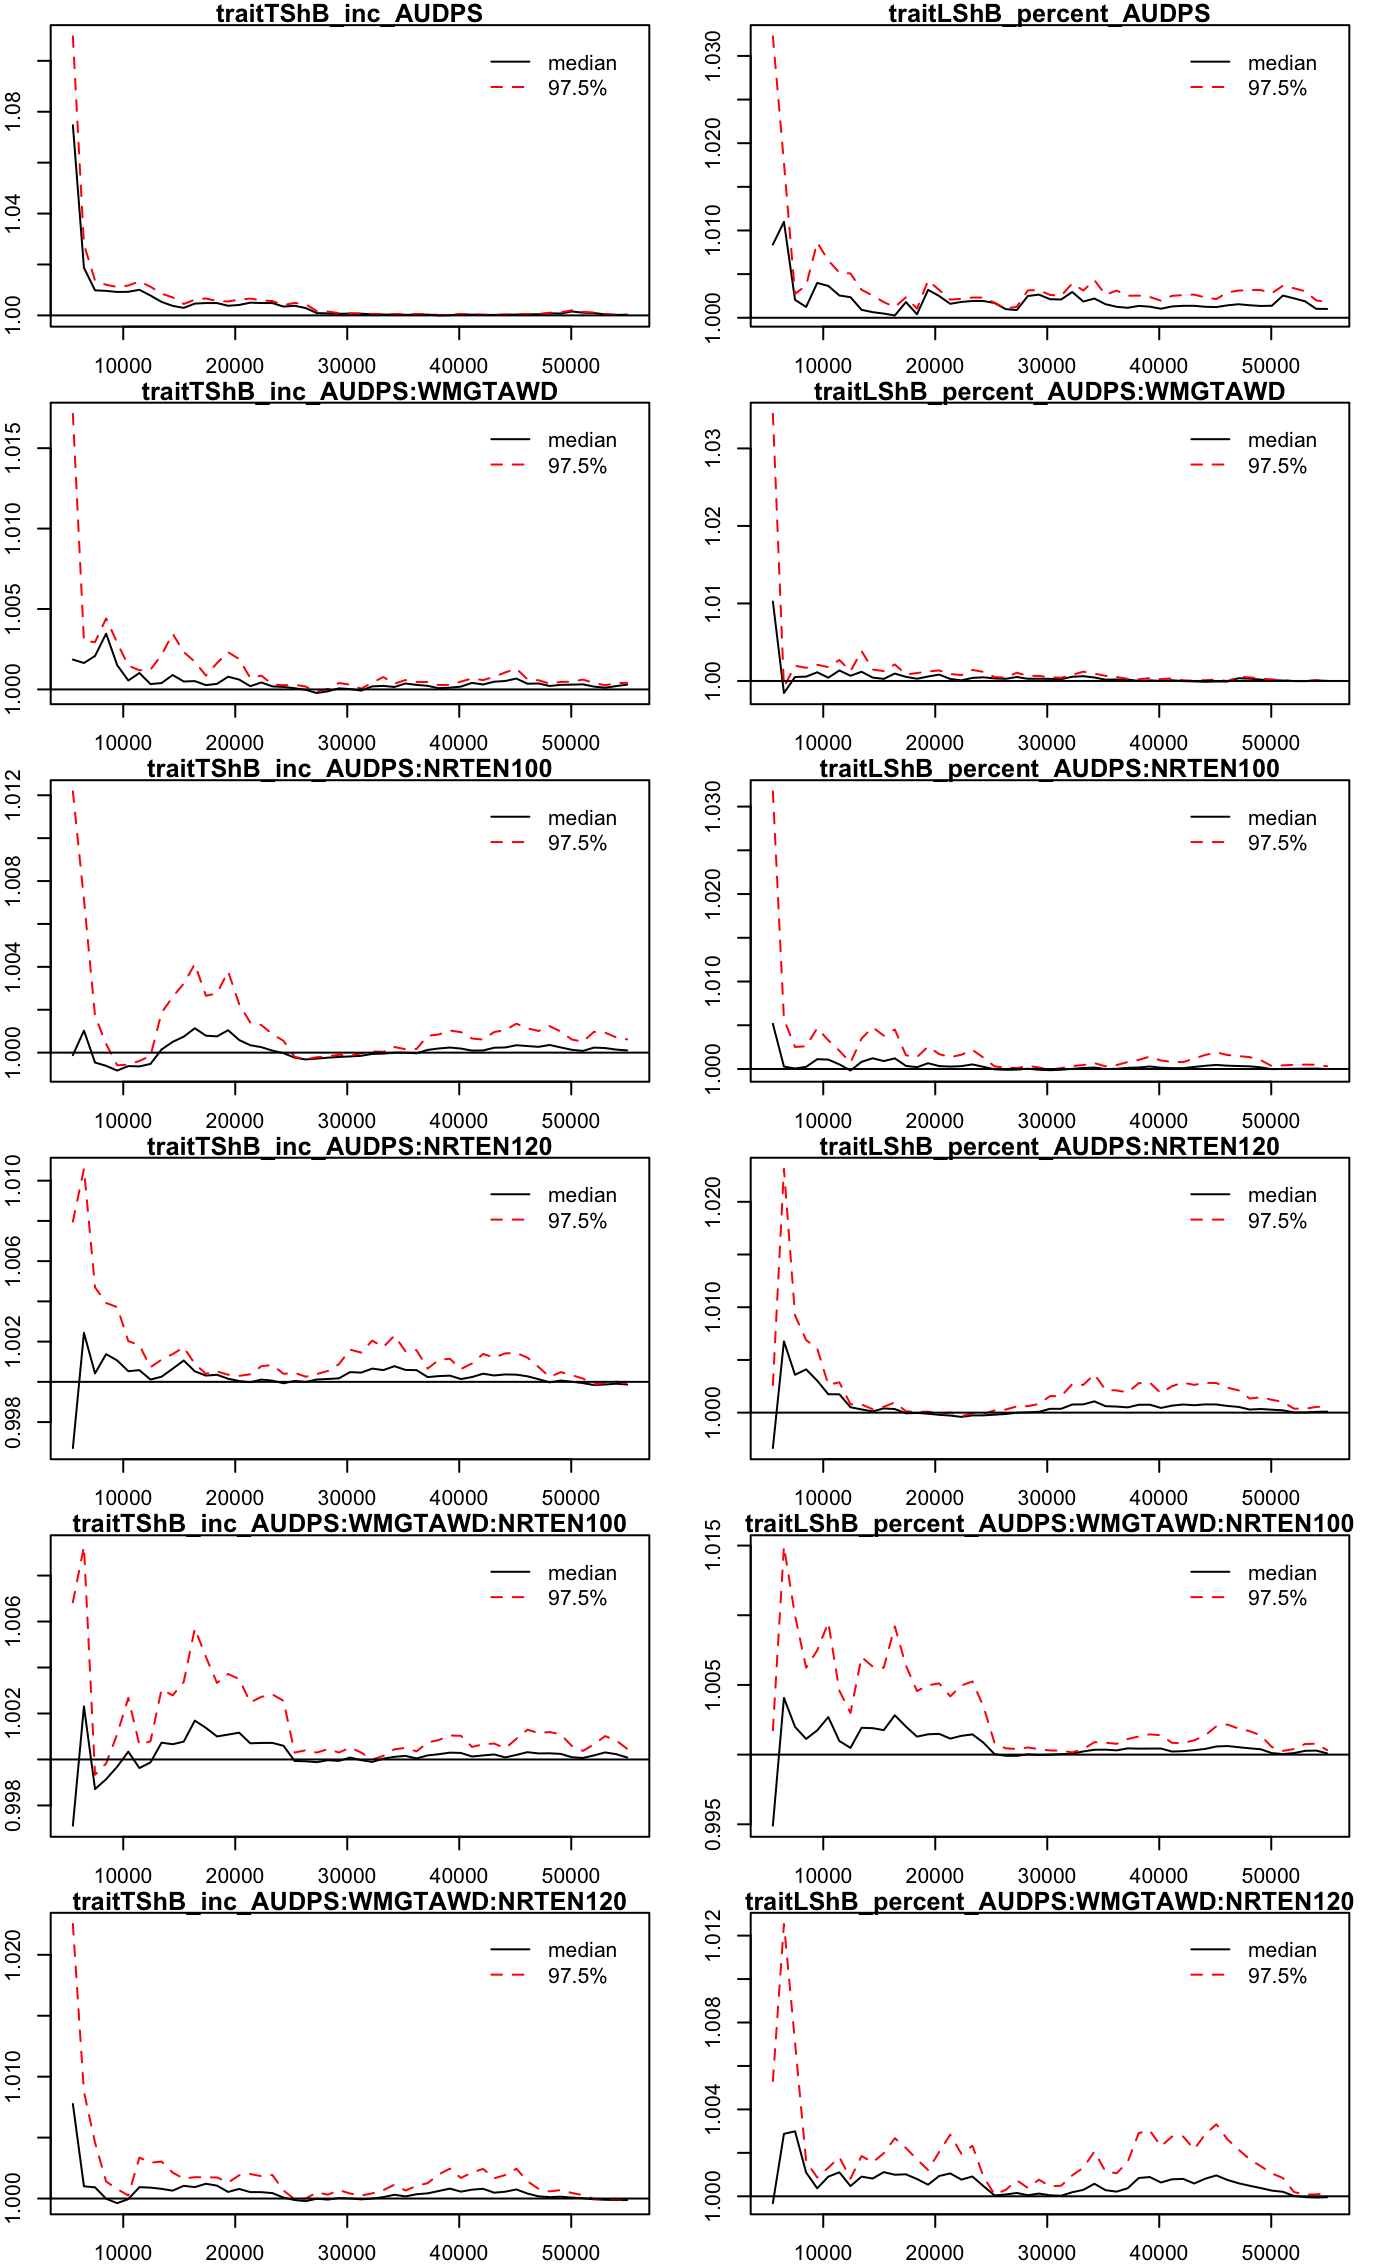 traitTShB_inc_AUDPS
median
97.5%
1.00
1.04
1.08
10000 20000 30000 40000 50000
traitLShB_percent_AUDPS
median
97.5%
1.000
1.010
1.020
1.030
10000 20000 30000 40000 50000
traitTShB_inc_AUDPS:WMGTAWD
median
97.5%
1.000
1.005
1.010
1.015
10000 20000 30000 40000 50000
traitLShB_percent_AUDPS:WMGTAWD
median
97.5%
1.00
1.01
1.02
1.03
10000 20000 30000 40000 50000
traitTShB_inc_AUDPS:NRTEN100
median
97.5%
1.000
1.004
1.008
1.012
10000 20000 30000 40000 50000
traitLShB_percent_AUDPS:NRTEN100
median
97.5%
1.000
1.010
1.020
1.030
10000 20000 30000 40000 50000
traitTShB_inc_AUDPS:NRTEN120
median
97.5%
0.998
1.002
1.006
1.010
10000 20000 30000 40000 50000
traitLShB_percent_AUDPS:NRTEN120
median
97.5%
1.000
1.010
1.020
10000 20000 30000 40000 50000
traitTShB_inc_AUDPS:WMGTAWD:NRTEN100
median
97.5%
0.998
1.002
1.006
10000 20000 30000 40000 50000
traitLShB_percent_AUDPS:WMGTAWD:NRTEN100
median
97.5%
0.995
1.005
1.015
10000 20000 30000 40000 50000
traitTShB_inc_AUDPS:WMGTAWD:NRTEN120
median
97.5%
1.000
1.010
1.020
10000 20000 30000 40000 50000
traitLShB_percent_AUDPS:WMGTAWD:NRTEN120
median
97.5%
1.000
1.004
1.008
1.012
10000 20000 30000 40000 50000